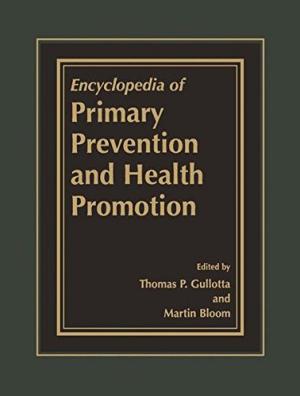 Encyclopedia of
Primary
Prevention
and Health
Promotion
Edited by
Thomas P. Gullotta
and
Martin Bloom